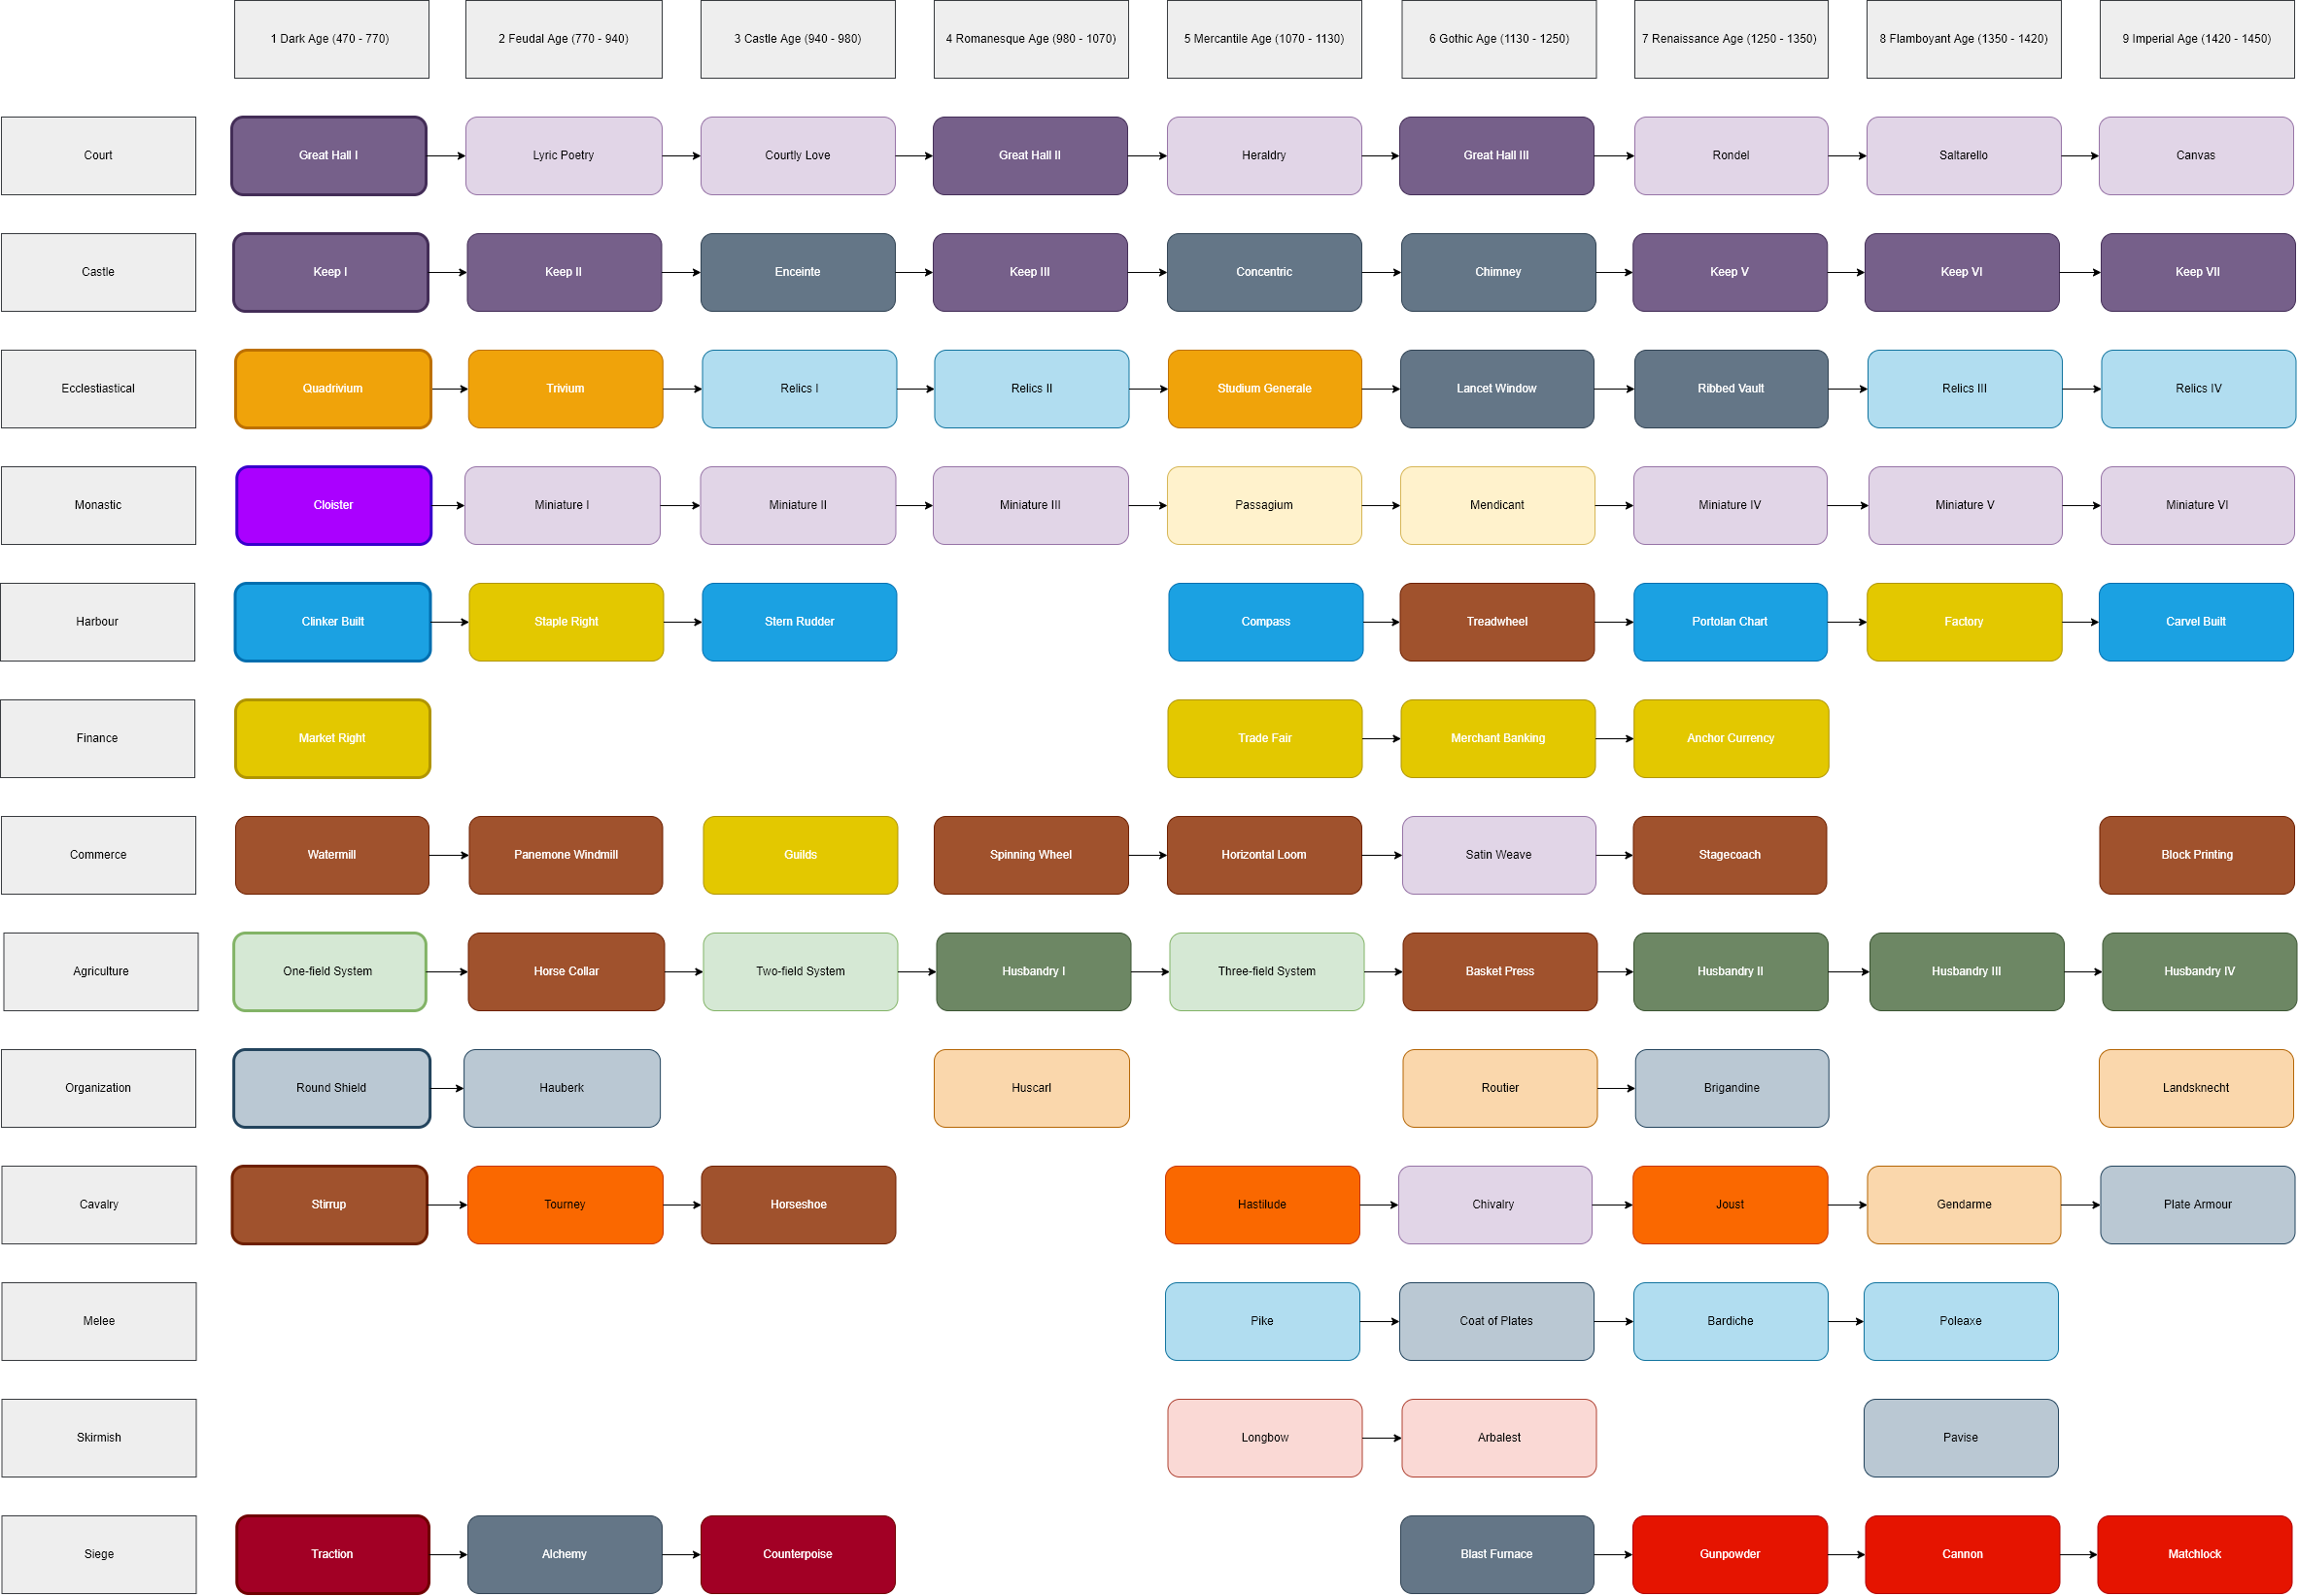 1 Dark Age (470 - 770)
2 Feudal Age (770 - 940)
3 Castle Age (940 - 980)
4 Romanesque Age (980 - 1070)
5 Mercantile Age (1070 - 1130)
6 Gothic Age (1130 - 1250)
7 Renaissance Age (1250 - 1350)
8 Flamboyant Age (1350 - 1420)
9 Imperial Age (1420 - 1450)
Court
Great Hall I
Lyric Poetry
Courtly Love
Great Hall II
Heraldry
Great Hall III
Rondel
Saltarello
Canvas
Castle
Keep I
Keep II
Enceinte
Keep III
Concentric
Chimney
Keep V
Keep VI
Keep VII
Ecclestiastical
Quadrivium
Trivium
Relics I
Relics II
Studium Generale
Lancet Window
Ribbed Vault
Relics III
Relics IV
Monastic
Cloister
Miniature I
Miniature II
Miniature III
Passagium
Mendicant
Miniature IV
Miniature V
Miniature VI
Harbour
Clinker Built
Staple Right
Stern Rudder
Compass
Treadwheel
Portolan Chart
Factory
Carvel Built
Finance
Market Right
Trade Fair
Merchant Banking
Anchor Currency
Commerce
Watermill
Panemone Windmill
Guilds
Spinning Wheel
Horizontal Loom
Satin Weave
Stagecoach
Block Printing
Agriculture
One-field System
Horse Collar
Two-field System
Husbandry I
Three-field System
Basket Press
Husbandry II
Husbandry III
Husbandry IV
Organization
Round Shield
Hauberk
Huscarl
Routier
Brigandine
Landsknecht
Cavalry
Stirrup
Tourney
Horseshoe
Hastilude
Chivalry
Joust
Gendarme
Plate Armour
Melee
Pike
Coat of Plates
Bardiche
Poleaxe
Skirmish
Longbow
Arbalest
Pavise
Siege
Traction
Alchemy
Counterpoise
Blast Furnace
Gunpowder
Cannon
Matchlock